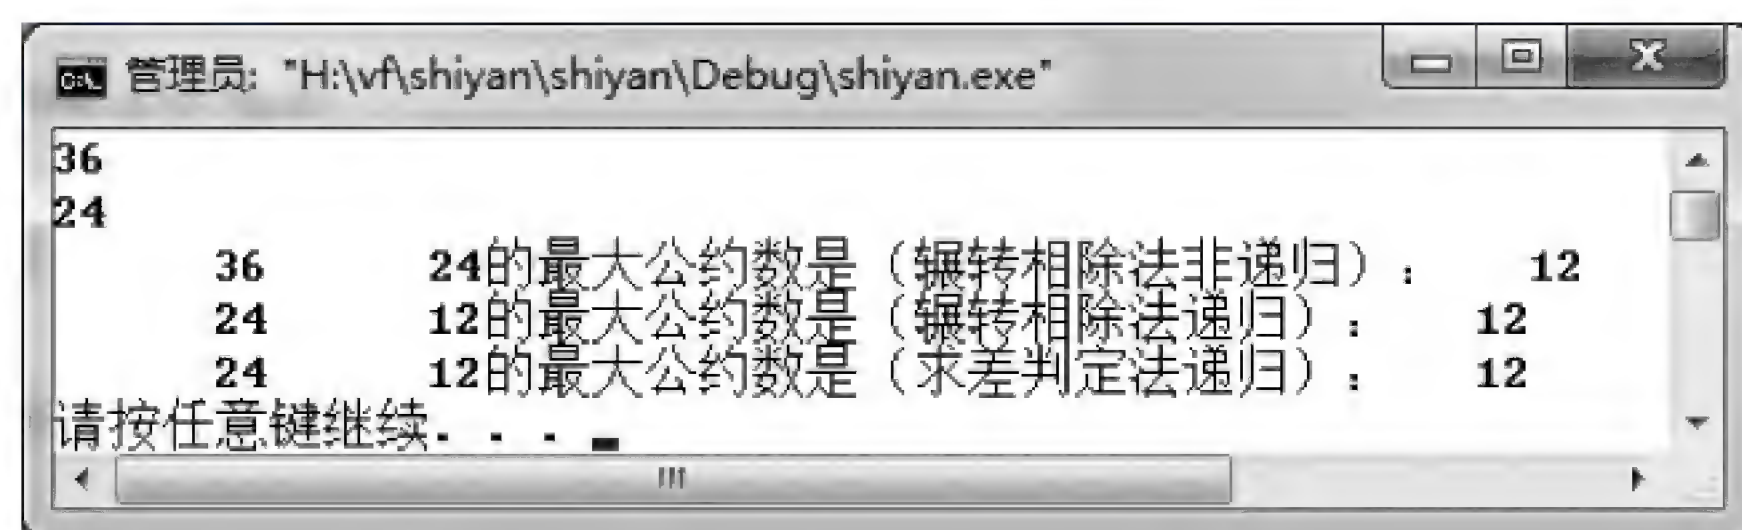 管理员: "H:\vf\shiyan\shiyan\Debug\shiyan.exe"
36
24
36 24的最大公约数是（辗转相除法非递归）： 12
24 12的最大公约数是（辗转相除法递归）： 12
24 12的最大公约数是（求差判定法递归）： 12
请按任意键继续. . .